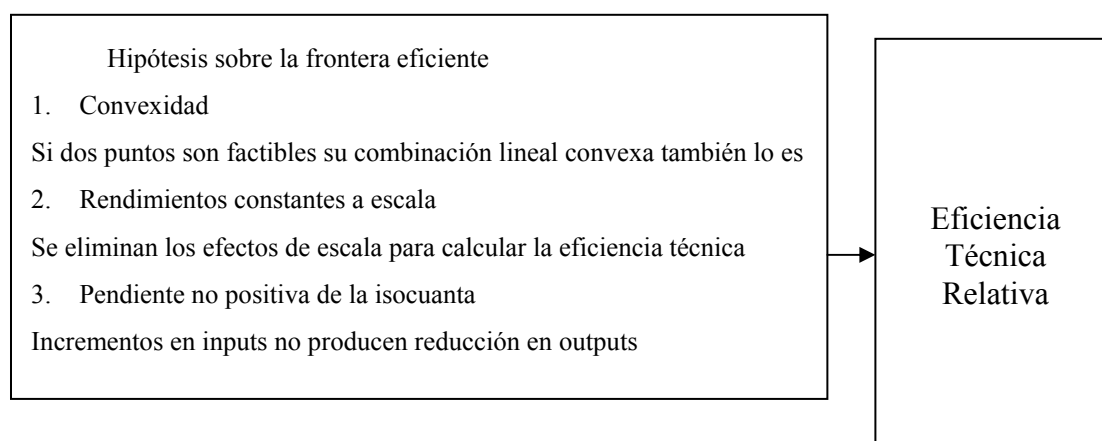 Hipótesis sobre la frontera eficiente
1. Convexidad
Si dos puntos son factibles su combinación lineal convexa también lo es
2. Rendimientos constantes a escala
Se eliminan los efectos de escala para calcular la eficiencia técnica
3. Pendiente no positiva de la isocuanta
Incrementos en inputs no producen reducción en outputs
Eficiencia
Técnica
Relativa